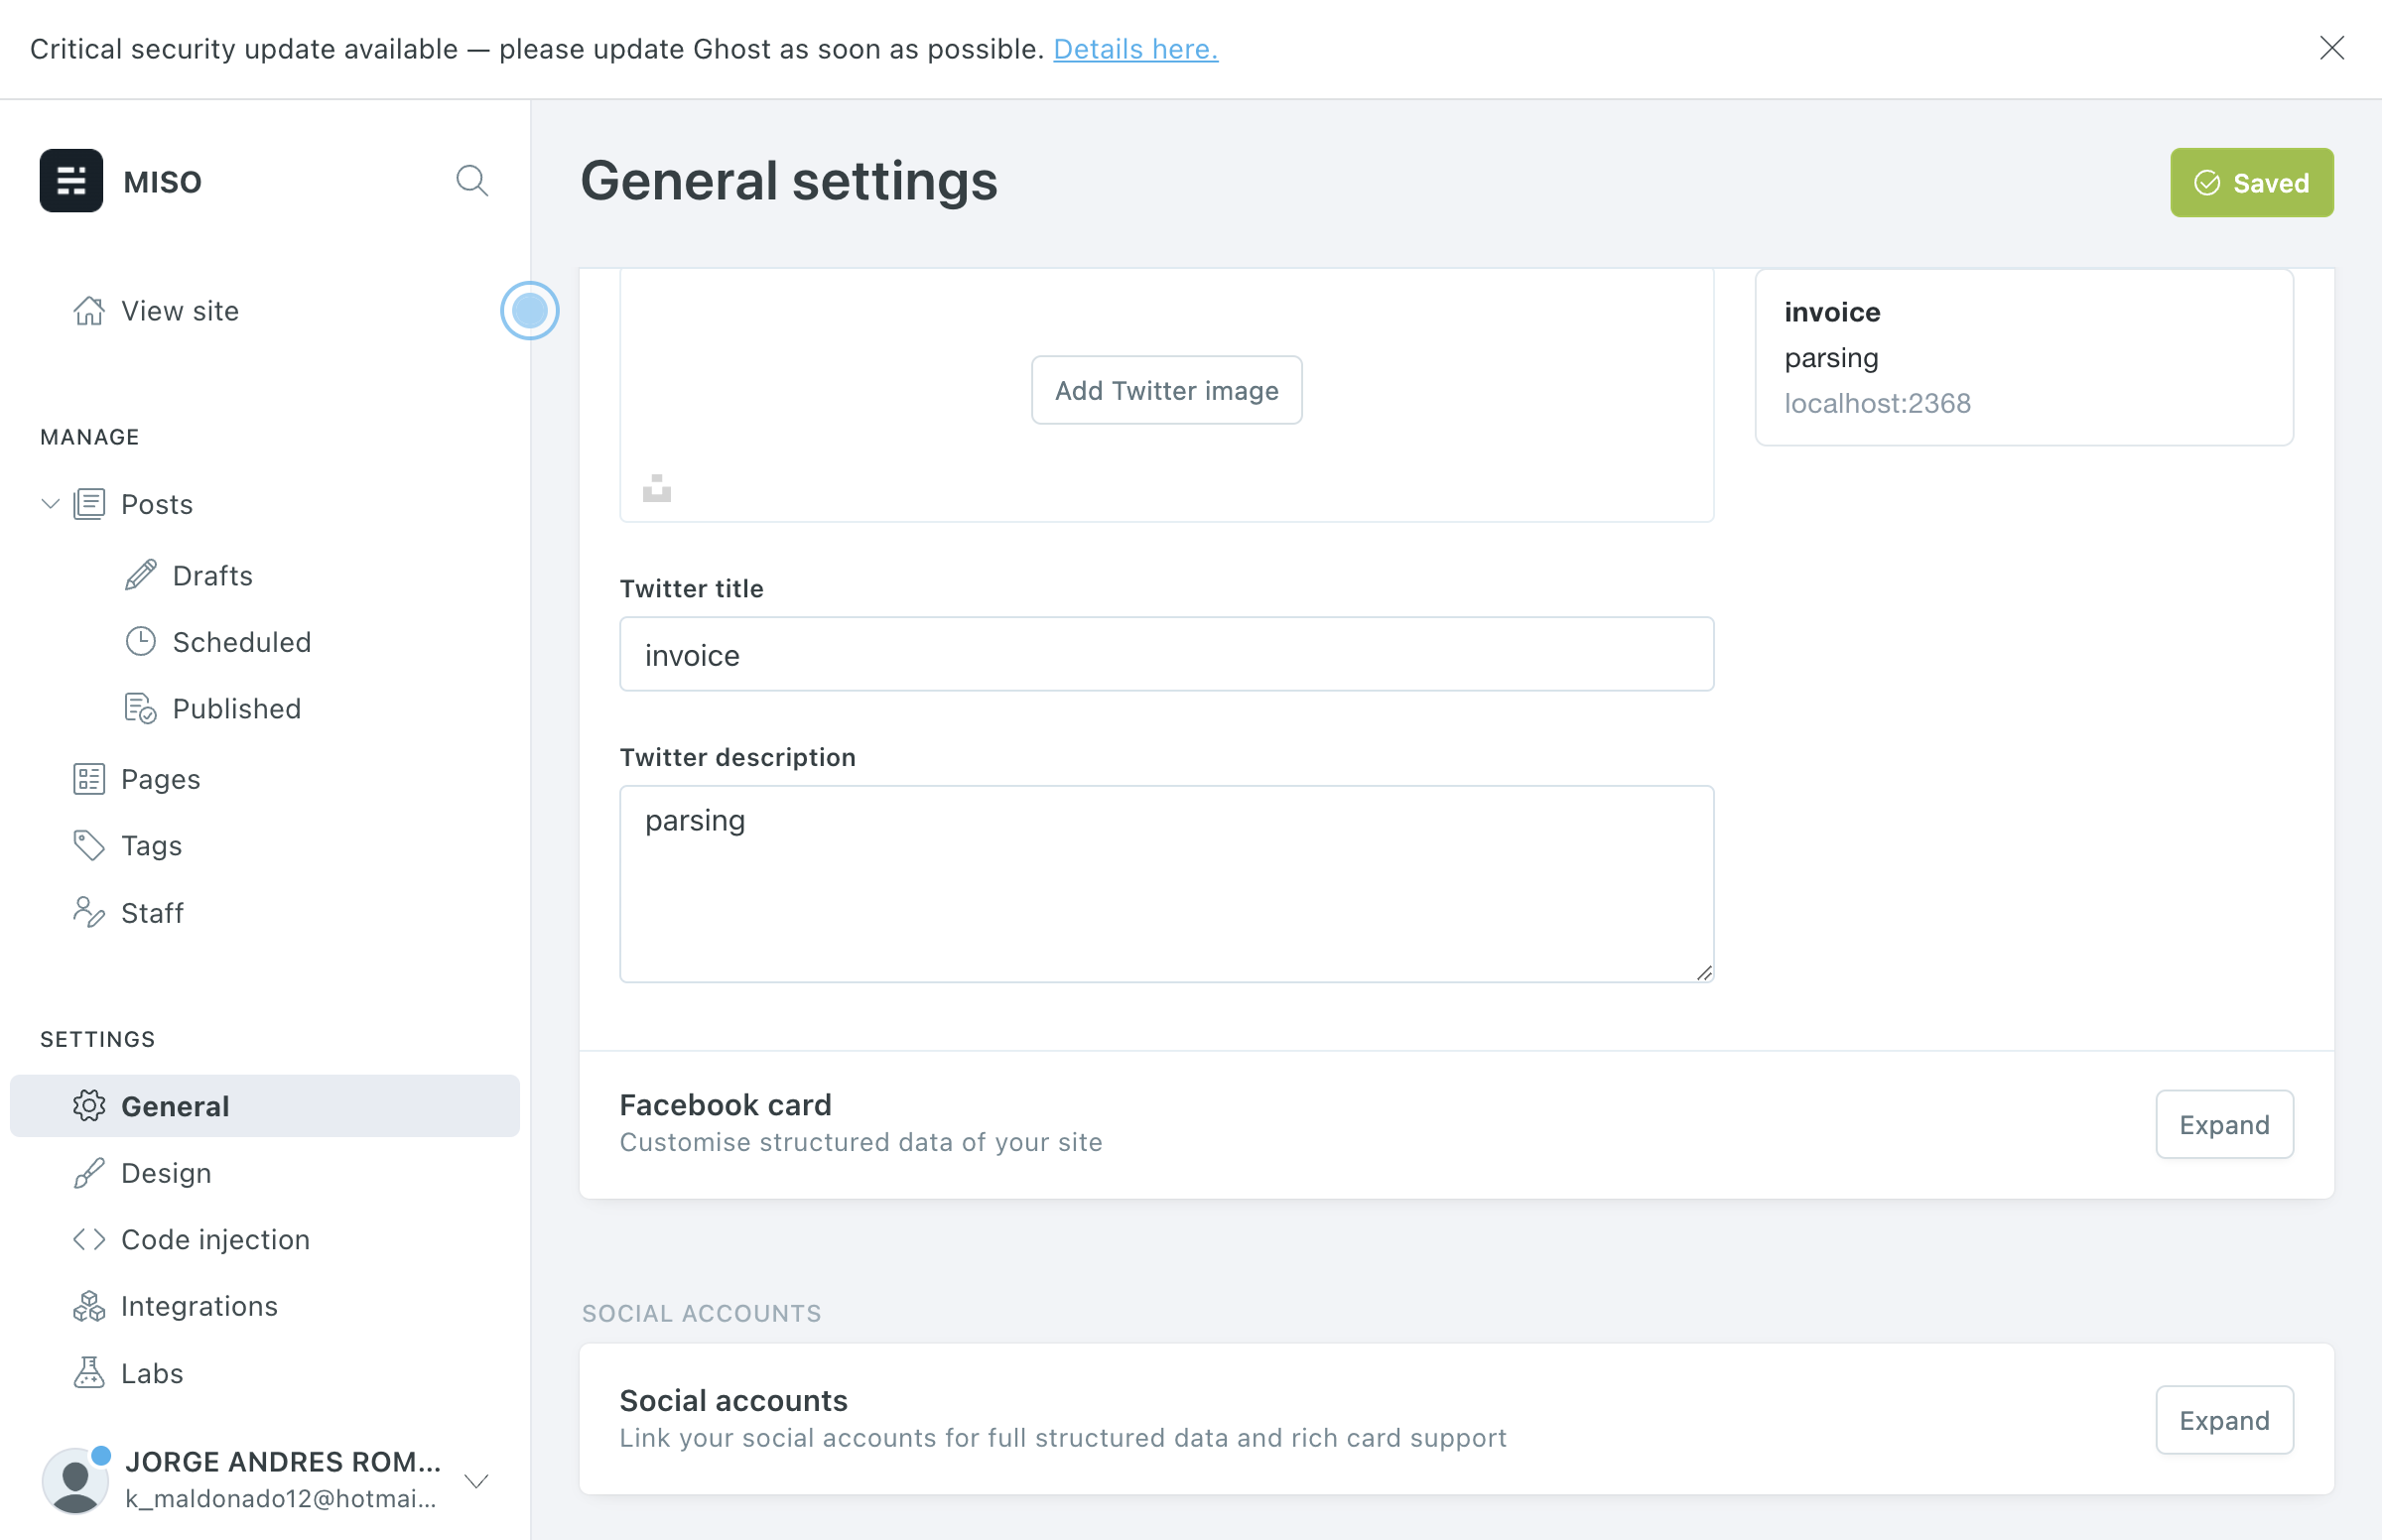 Critical security update available — please update Ghost as soon as possible. Details here.
MISO
View site
MANAGE
Posts
Drafts
Scheduled
Published
Pages
Tags
Staff
SETTINGS
General
Design
Code injection
Integrations
Labs
JORGE ANDRES ROM...
k_maldonado12@hotmai...
General settings
Saved
Add Twitter image
invoice
parsing
localhost:2368
Twitter title
invoice
Twitter description
parsing
Facebook card
Customise structured data of your site
Expand
SOCIAL ACCOUNTS
Social accounts
Link your social accounts for full structured data and rich card support
Expand